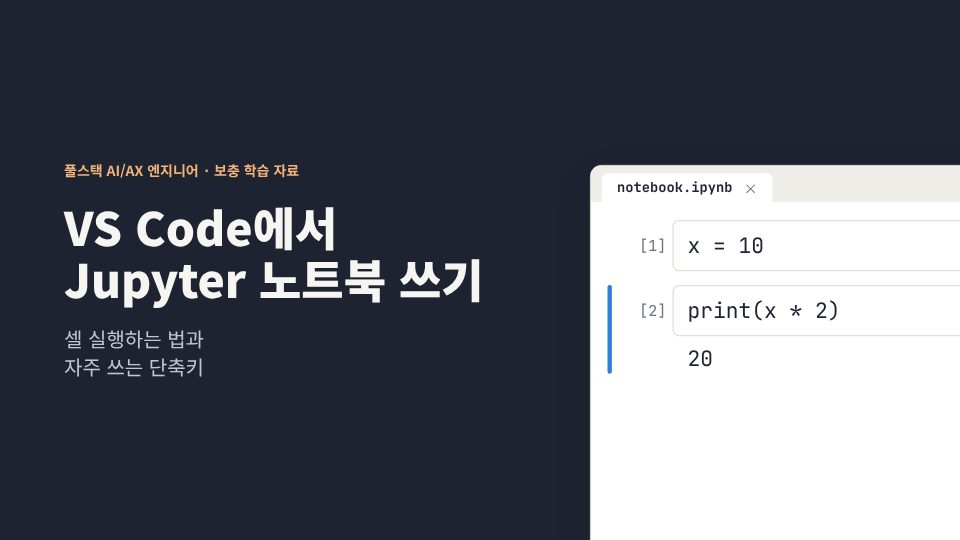 풀스택 AI/AX 엔지니어 · 보충 학습 자료
VS Code에서
Jupyter 노트북 쓰기
셀 실행하는 법과
자주 쓰는 단축키
notebook.ipynb ×
[1] x = 10
[2] print(x * 2)
20